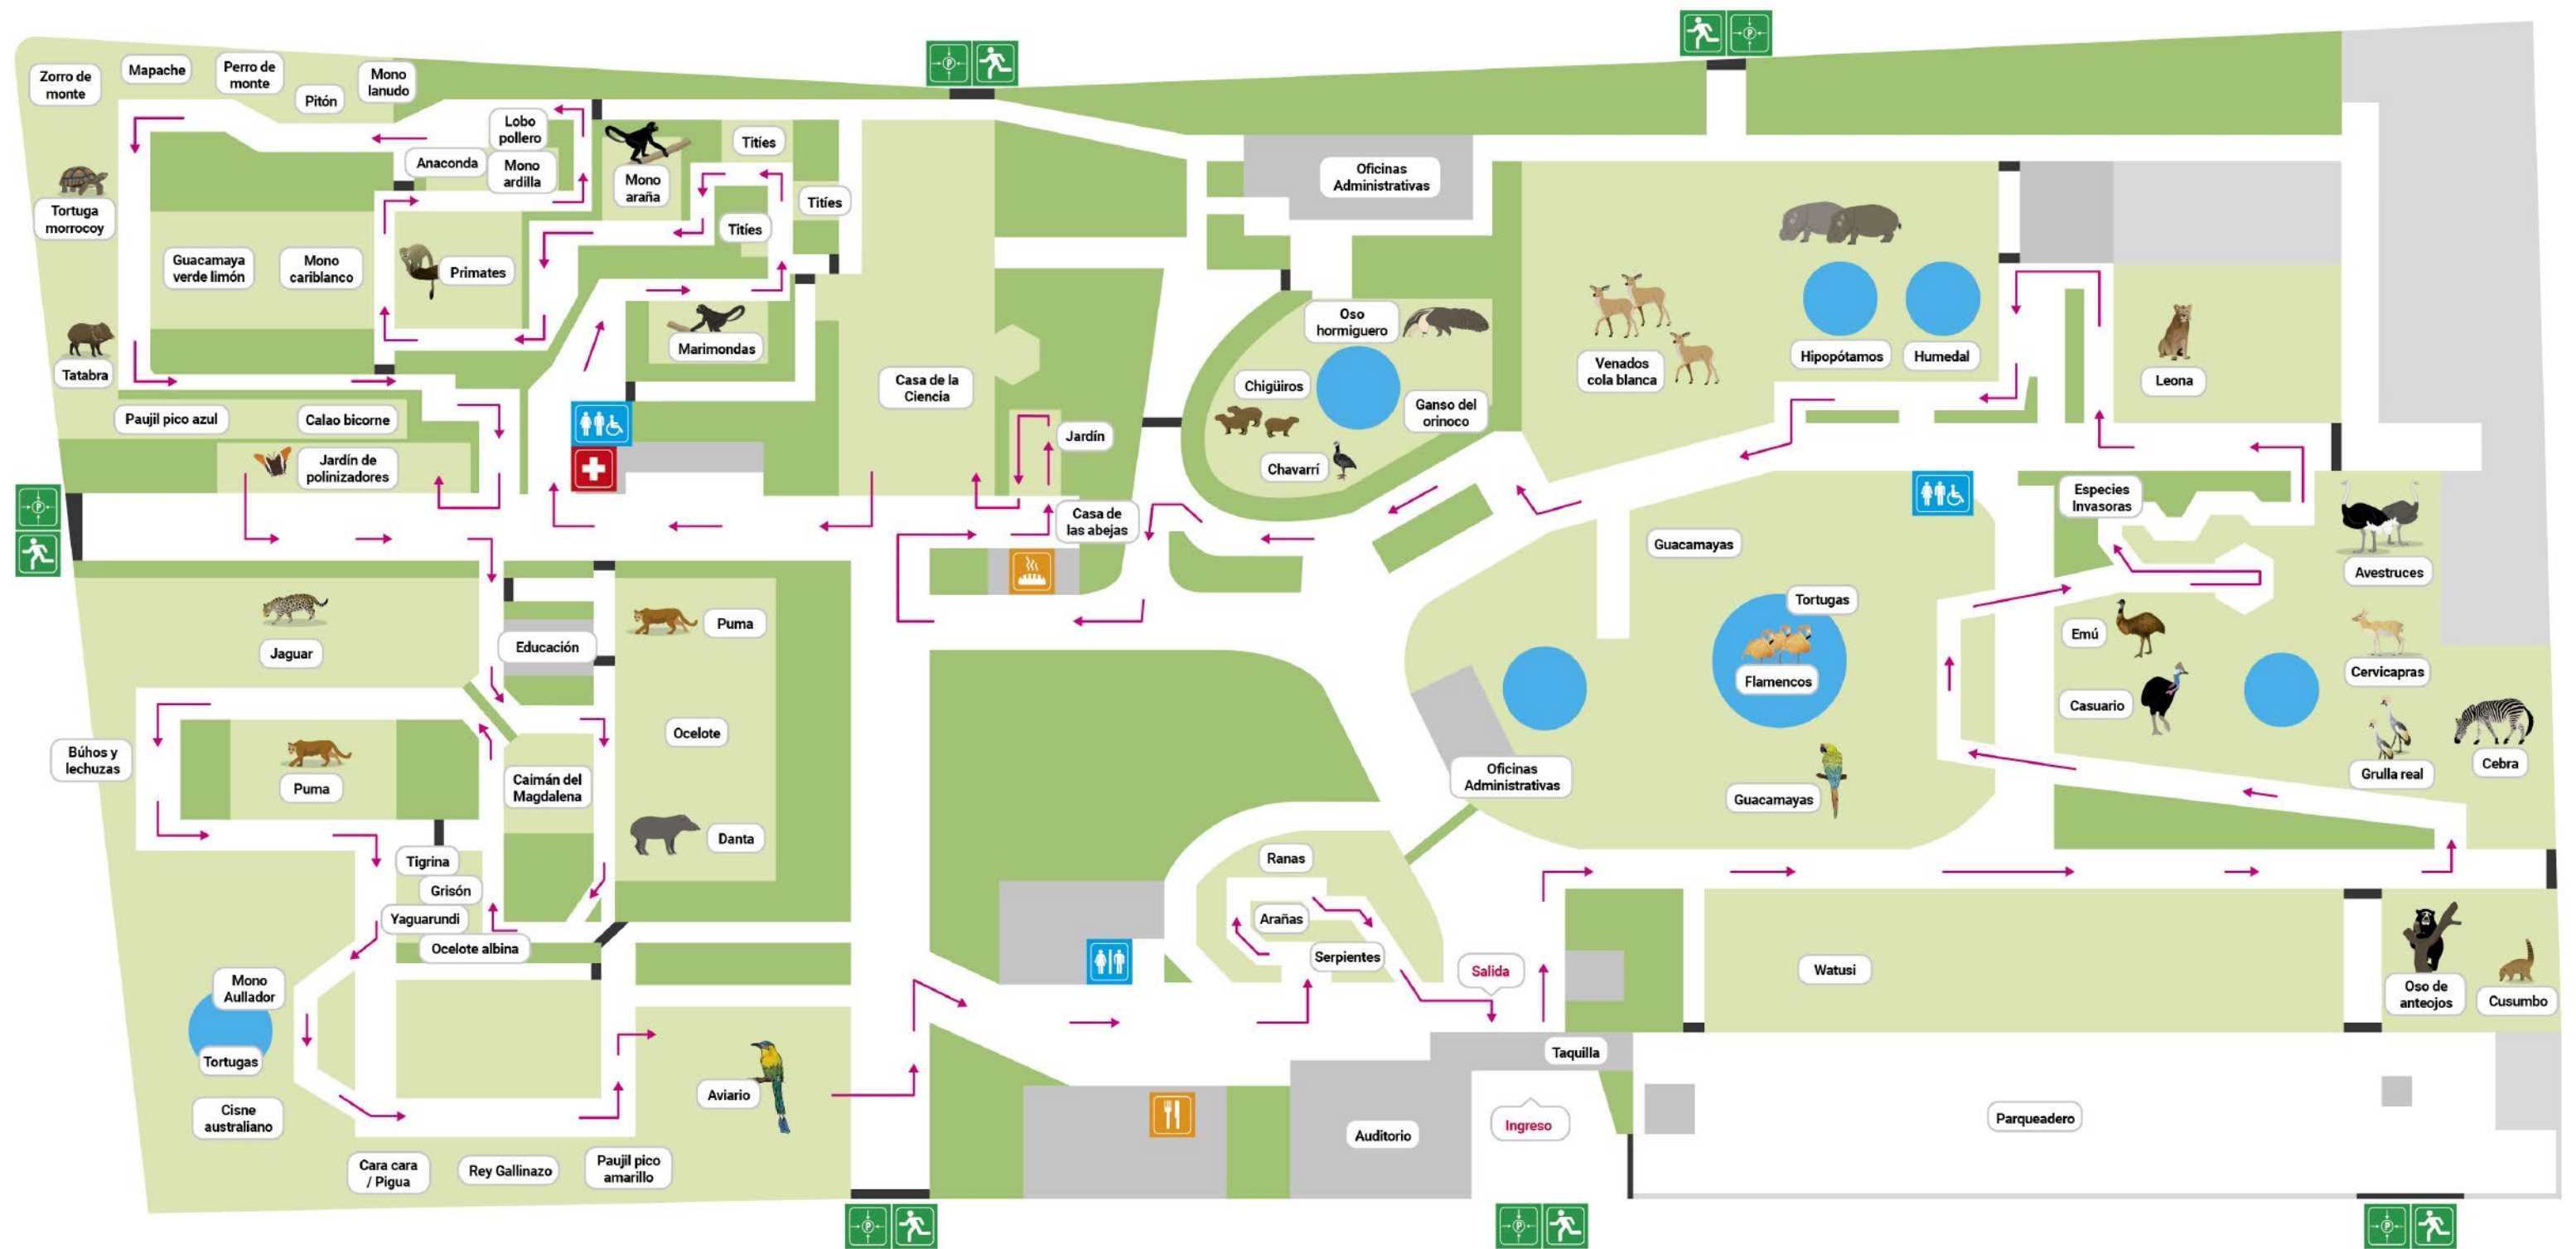 Zorro de
monte
Mapache
Perro de
monte
Pitón
Mono
lanudo
Lobo
pollero
Anaconda
Mono
ardilla
Mono
araña
Titíes
Titíes
Titíes
Tortuga
morrocoy
Guacamaya
verde limón
Mono
cariblanco
Primates
Marimondas
Tatabra
Paujil pico azul
Calao bicorne
Jardín de
polinizadores
Casa de la
Ciencia
Jardín
Casa de
las abejas
Oficinas
Administrativas
Oso
hormiguero
Chigüiros
Ganso del
orinoco
Chavarrí
Venados
cola blanca
Hipopótamos
Humedal
Leona
Especies
Invasoras
Avestruces
Guacamayas
Tortugas
Flamencos
Emú
Cervicapras
Casuario
Grulla real
Cebra
Oficinas
Administrativas
Guacamayas
Jaguar
Educación
Puma
Ocelote
Búhos y
lechuzas
Puma
Caimán del
Magdalena
Danta
Tigrina
Grisón
Yaguarundi
Ocelote albina
Ranas
Arañas
Serpientes
Salida
Watusi
Oso de
anteojos
Cusumbo
Mono
Aullador
Tortugas
Cisne
australiano
Aviario
Taquilla
Ingreso
Auditorio
Parqueadero
Cara cara
/ Pigua
Rey Gallinazo
Paujil pico
amarillo
P
P
P
P
P
P